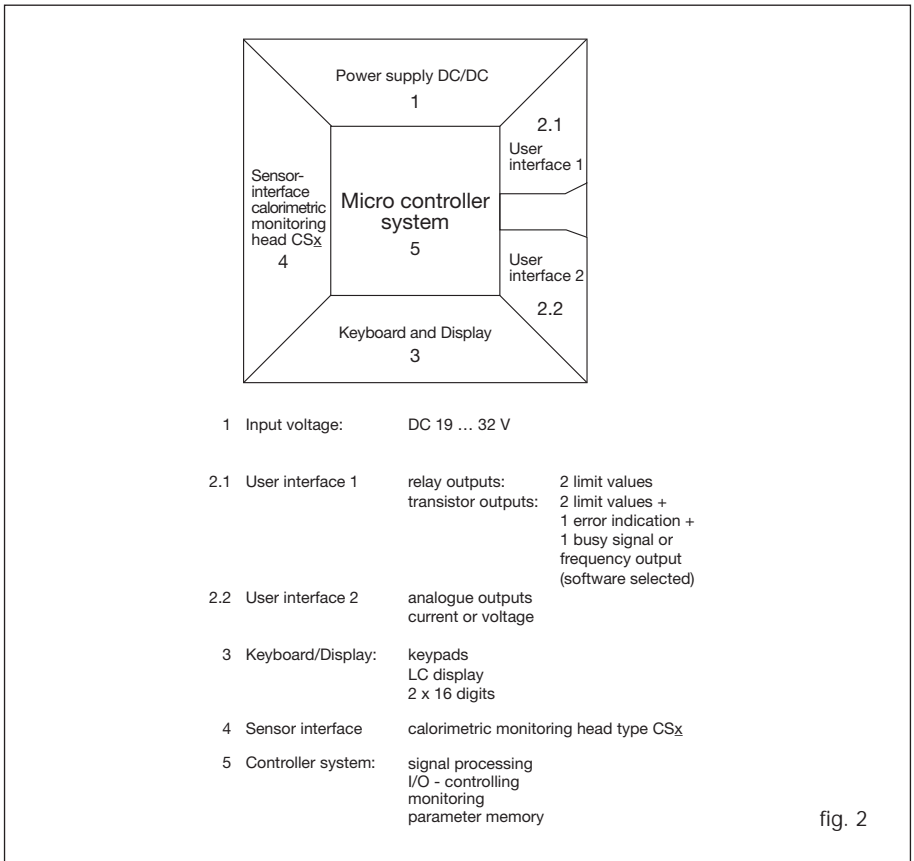 Power supply DC/DC
1
2.1
User
interface 1
Sensor-
interface
calorimetric
monitoring
head CSx
4
Micro controller
system
5
User
interface 2
2.2
Keyboard and Display
3
1 Input voltage: DC 19 … 32 V
2.1 User interface 1 relay outputs: 2 limit values
transistor outputs: 2 limit values +
1 error indication +
1 busy signal or
frequency output
(software selected)
2.2 User interface 2 analogue outputs
current or voltage
3 Keyboard/Display: keypads
LC display
2 x 16 digits
4 Sensor interface calorimetric monitoring head type CSx
5 Controller system: signal processing
I/O - controlling
monitoring
parameter memory
fig. 2